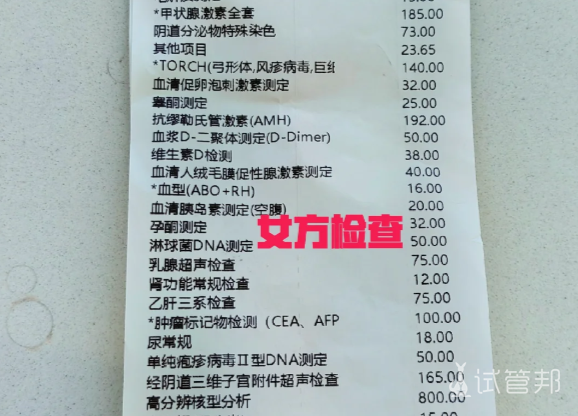 *甲状腺激素全套 185.00
阴道分泌物特殊染色 73.00
其他项目 23.65
*TORCH(弓形体,风疹病毒,巨细 140.00
血清促卵泡刺激素测定 32.00
睾酮测定 25.00
抗缪勒氏管激素(AMH) 192.00
血浆D-二聚体测定(D-Dimer) 50.00
维生素D检测 38.00
血清人绒毛膜促性腺激素测定 40.00
*血型(ABO+RH) 16.00
血清胰岛素测定(空腹) 20.00
孕酮测定 32.00
女方检查
淋球菌DNA测定 50.00
乳腺超声检查 75.00
肾功能常规检查 12.00
乙肝三系检查 75.00
*肿瘤标记物检测（CEA、AFP 100.00
尿常规 18.00
单纯疱疹病毒Ⅱ型DNA测定 50.00
经阴道三维子宫附件超声检查 165.00
高分辨核型分析 800.00
试管邦